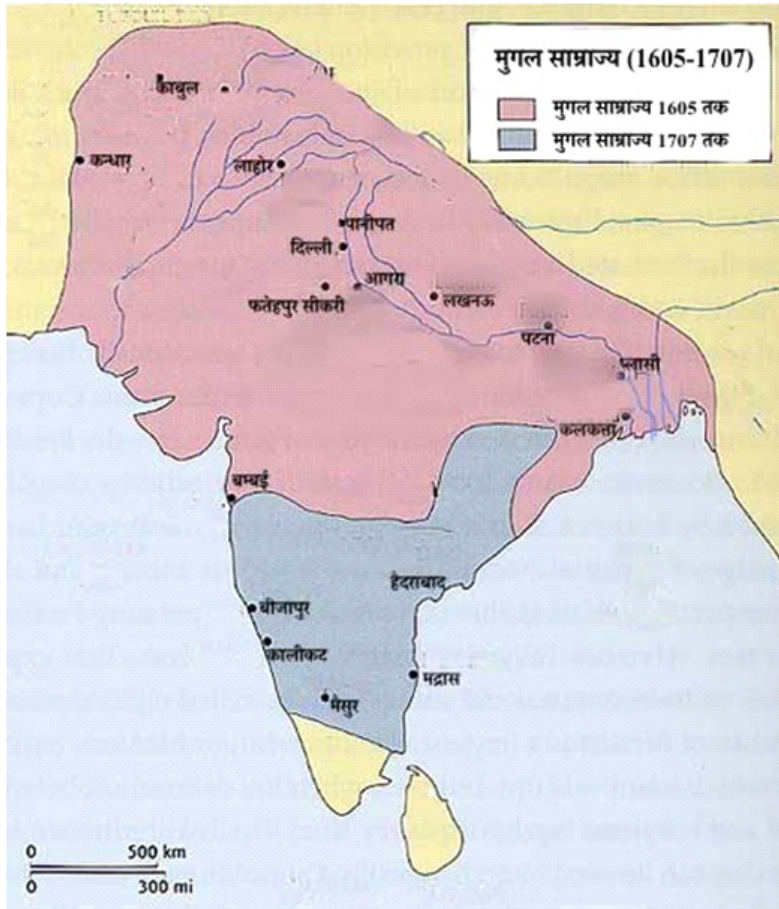 मुगल साम्राज्य (1605-1707)
मुगल साम्राज्य 1605 तक
मुगल साम्राज्य 1707 तक
काबुल
कन्धार
लाहोर
पानीपत
दिल्ली
आगरा
फतेहपुर सीकरी
लखनऊ
पटना
प्लासी
कलकत्ता
बम्बई
हैदराबाद
बीजापुर
कालीकट
मद्रास
मैसुर
0 500 km
0 300 mi